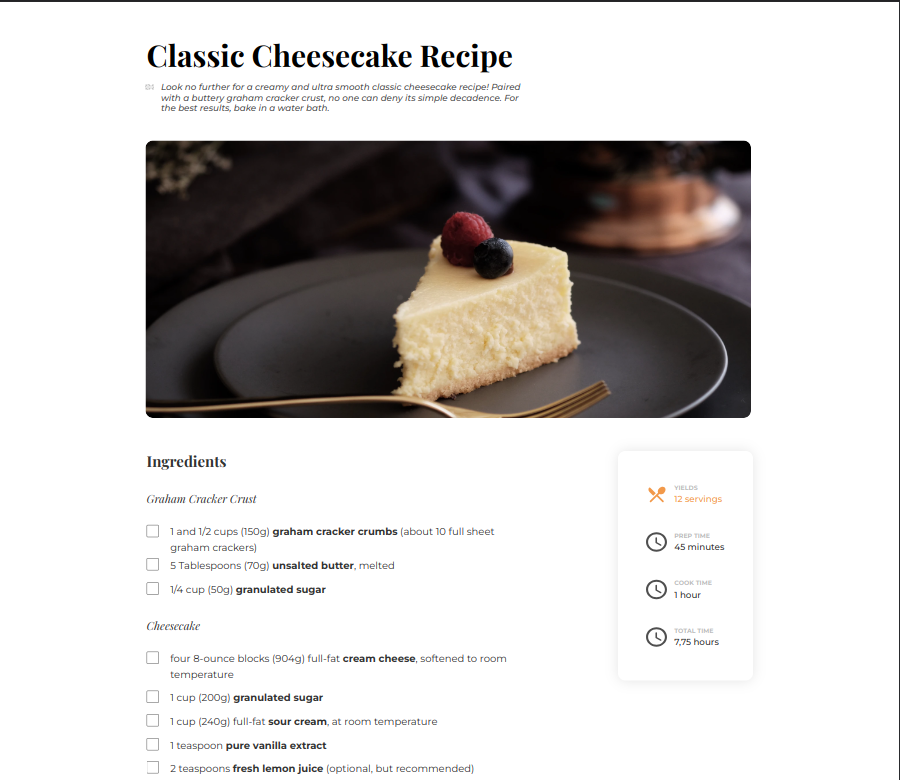 Classic Cheesecake Recipe
Look no further for a creamy and ultra smooth classic cheesecake recipe! Paired
with a buttery graham cracker crust, no one can deny its simple decadence. For
the best results, bake in a water bath.
Ingredients
Graham Cracker Crust
1 and 1/2 cups (150g) graham cracker crumbs (about 10 full sheet
graham crackers)
5 Tablespoons (70g) unsalted butter, melted
1/4 cup (50g) granulated sugar
Cheesecake
four 8-ounce blocks (904g) full-fat cream cheese, softened to room
temperature
1 cup (200g) granulated sugar
1 cup (240g) full-fat sour cream, at room temperature
1 teaspoon pure vanilla extract
2 teaspoons fresh lemon juice (optional, but recommended)
YIELDS
12 servings
PREP TIME
45 minutes
COOK TIME
1 hour
TOTAL TIME
7,75 hours